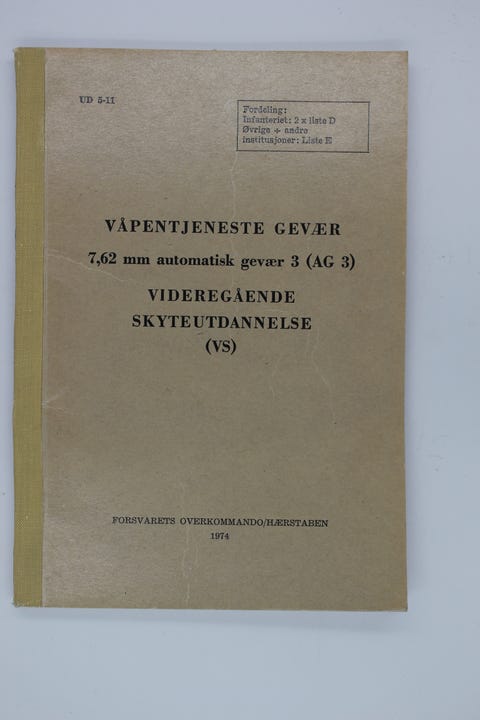 UD 5-11
Fordeling:
Infanteriet: 2 x liste D
Øvrige + andre
institusjoner: Liste E
VÅPENTJENESTE GEVÆR
7,62 mm automatisk gevær 3 (AG 3)
VIDEREGÅENDE
SKYTEUTDANNELSE
(VS)
FORSVARETS OVERKOMMANDO/HÆRSTABEN
1974